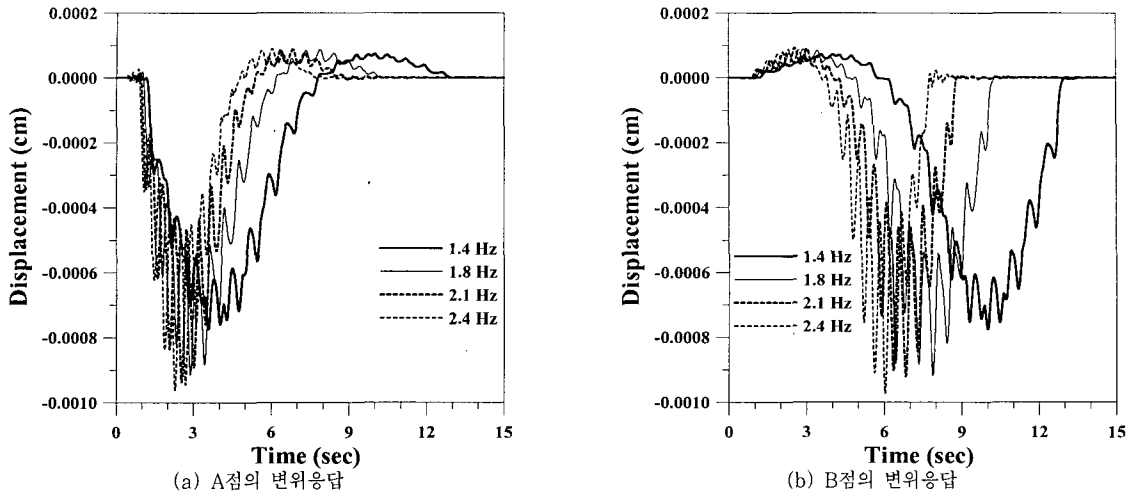 0.0002
0.0000
-0.0002
-0.0004
-0.0006
-0.0008
-0.0010
Displacement (cm)
1.4 Hz
1.8 Hz
2.1 Hz
2.4 Hz
0 3 6 9 12 15
Time (sec)
(a) A점의 변위응답
0.0002
0.0000
-0.0002
-0.0004
-0.0006
-0.0008
-0.0010
Displacement (cm)
1.4 Hz
1.8 Hz
2.1 Hz
2.4 Hz
0 3 6 9 12 15
Time (sec)
(b) B점의 변위응답